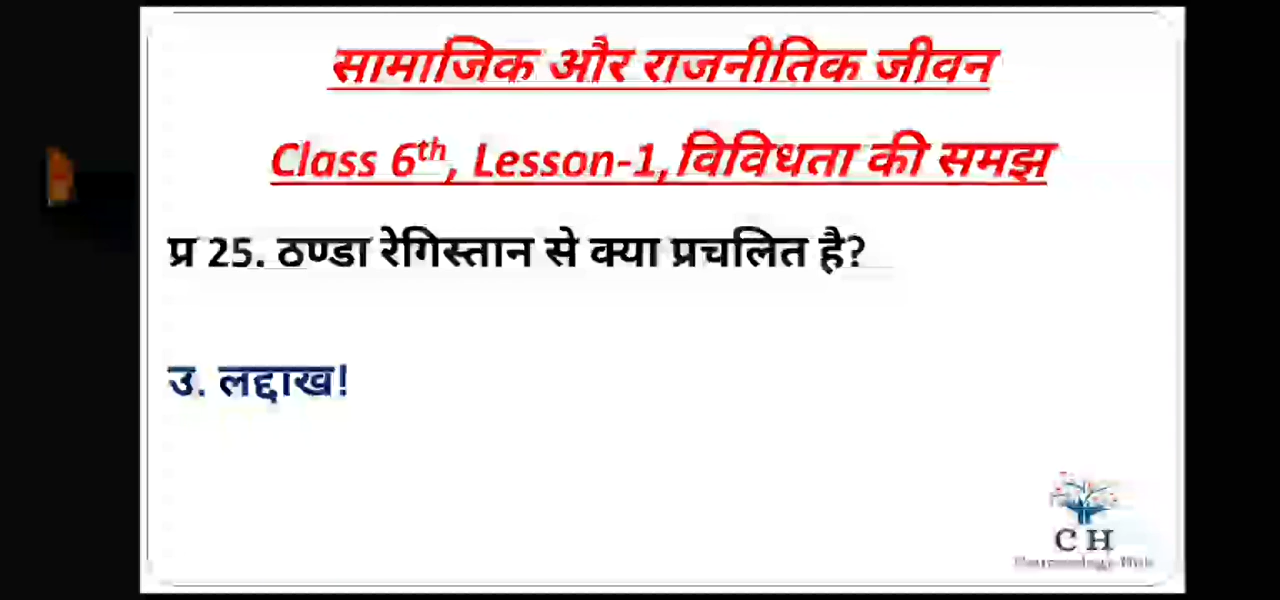 सामाजिक और राजनीतिक जीवन
Class 6th, Lesson-1, विविधता की समझ
प्र 25. ठण्डा रेगिस्तान से क्या प्रचलित है?
उ. लद्दाख!
C H